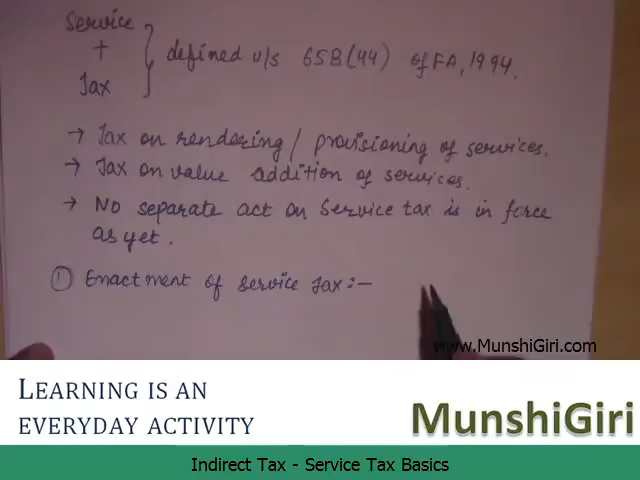 Service
+
Tax
defined u/s 65B(44) of FA, 1994.
→ Tax on rendering / provisioning of services.
→ Tax on value addition of services.
→ No separate act on Service tax is in force
as yet.
① Enactment of Service Tax:-
www.MunshiGiri.com
LEARNING IS AN
EVERYDAY ACTIVITY
MunshiGiri
Indirect Tax - Service Tax Basics